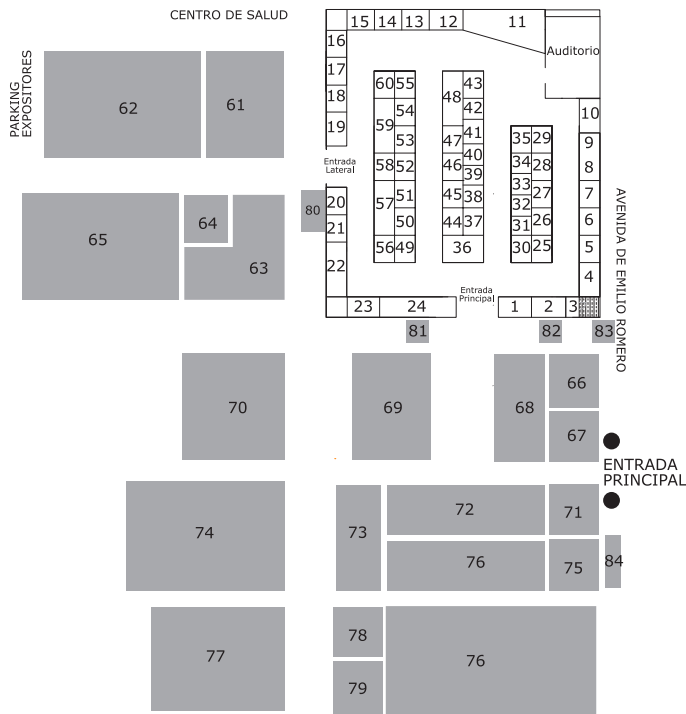 CENTRO DE SALUD
15 14 13 12 11
16
Auditorio
PARKING
EXPOSITORES
62 61
17
60 55 48 43
18
54 42
10
59
19
53 47 41 35 29 9
40
Entrada
Lateral
58 52 46 34 28 8
39
33
57 51 45 38 27 7
20
32
80
64
65
21
50 44 37 31 26 6
63
56 49 36 30 25 5
22
4
AVENIDA DE EMILIO ROMERO
Entrada
Principal
23 24 1 2 3
81 82 83
70 69 68 66
67
ENTRADA
PRINCIPAL
74 73 72 71
76 75 84
77 78 76
79